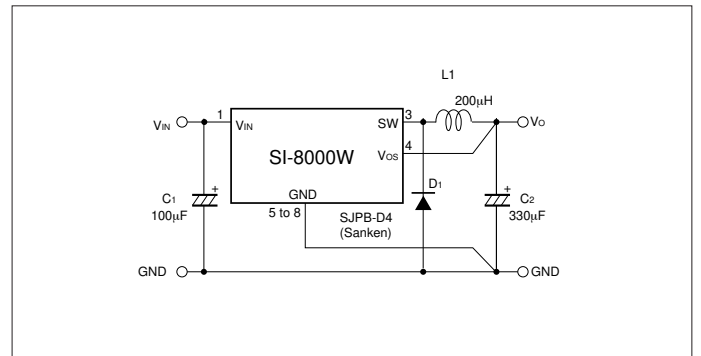 L1
200μH
VIN
1
VIN
SW
3
VO
SI-8000W
VOS
4
GND
D1
C1
100μF
+
5 to 8
SJPB-D4
(Sanken)
+
C2
330μF
GND
GND